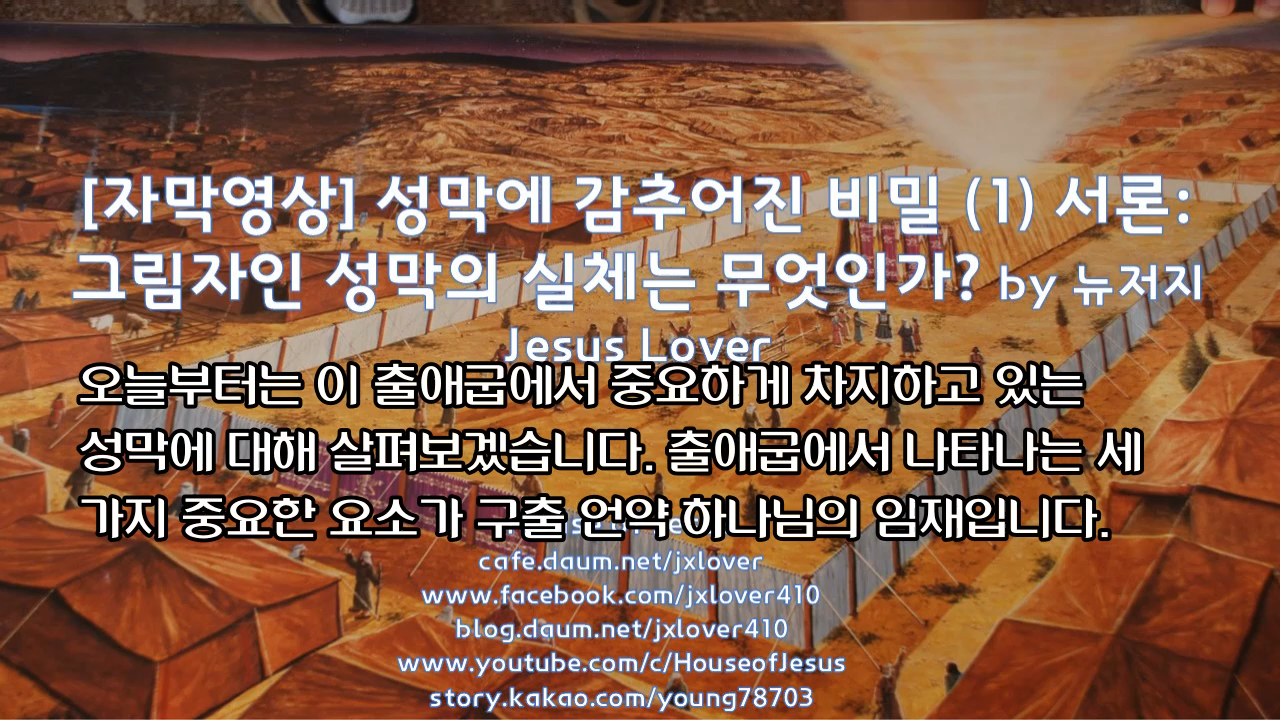 [자막영상] 성막에 감추어진 비밀 (1) 서론:
그림자인 성막의 실체는 무엇인가? by 뉴저지
Jesus Lover
오늘부터는 이 출애굽에서 중요하게 차지하고 있는
성막에 대해 살펴보겠습니다. 출애굽에서 나타나는 세
가지 중요한 요소가 구출 언약 하나님의 임재입니다.
cafe.daum.net/jxlover
www.facebook.com/jxlover410
blog.daum.net/jxlover410
www.youtube.com/c/HouseofJesus
story.kakao.com/young78703